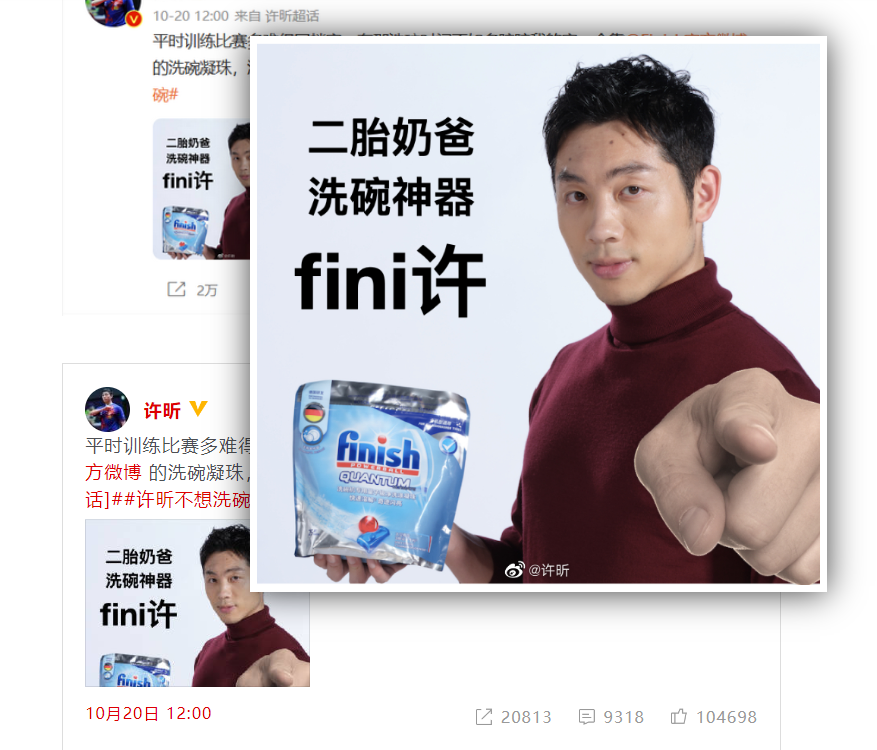 10-20 12:00 来自 许昕超话
平时训练比赛多
的洗碗凝珠，
碗#
二胎奶爸
洗碗神器
fini许
finish
2万
二胎奶爸
洗碗神器
fini许
finish
POWERBALL
QUANTUM
@许昕
许昕
平时训练比赛多难得
方微博 的洗碗凝珠，
话]##许昕不想洗碗
二胎奶爸
洗碗神器
fini许
finish
10月20日 12:00
20813 9318 104698